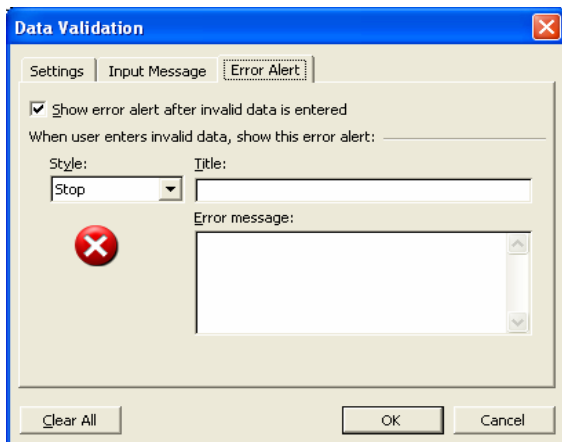 Data Validation
Settings Input Message Error Alert
Show error alert after invalid data is entered
When user enters invalid data, show this error alert:
Style: Title:
Stop
Error message:
Clear All OK Cancel